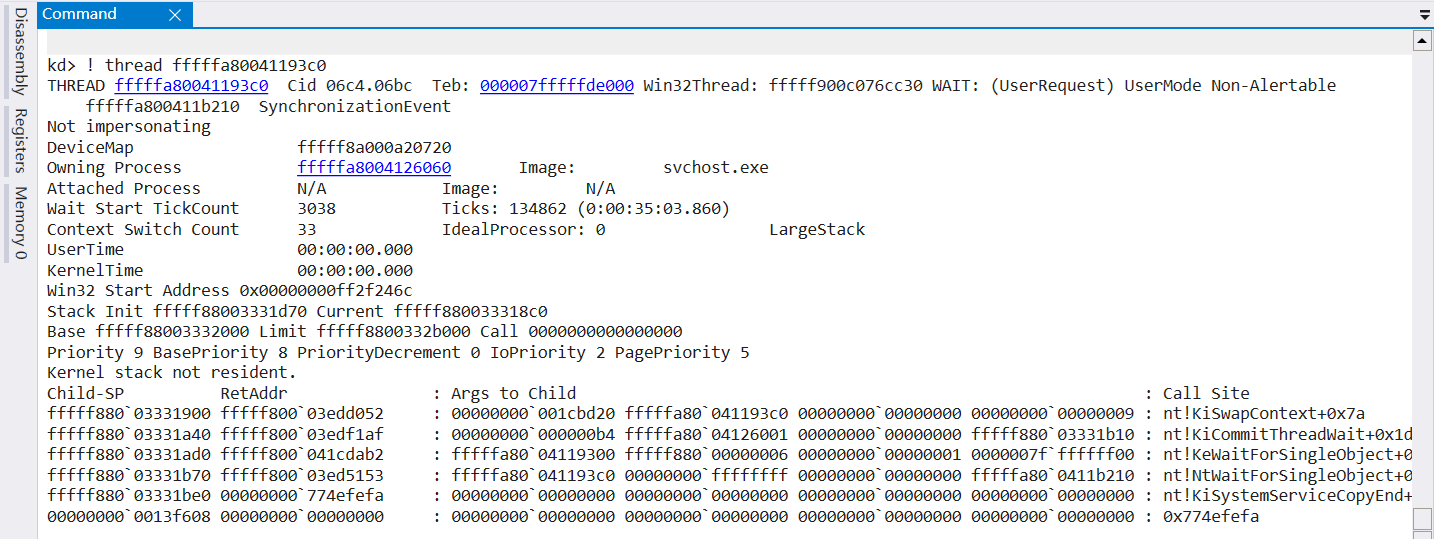 Command
Disassembly
Registers
Memory 0
kd> ! thread fffffa80041193c0
THREAD fffffa80041193c0 Cid 06c4.06bc Teb: 000007fffffde000 Win32Thread: fffff900c076cc30 WAIT: (UserRequest) UserMode Non-Alertable
fffffa800411b210 SynchronizationEvent
Not impersonating
DeviceMap fffff8a000a20720
Owning Process fffffa8004126060 Image: svchost.exe
Attached Process N/A Image: N/A
Wait Start TickCount 3038 Ticks: 134862 (0:00:35:03.860)
Context Switch Count 33 IdealProcessor: 0 LargeStack
UserTime 00:00:00.000
KernelTime 00:00:00.000
Win32 Start Address 0x00000000ff2f246c
Stack Init fffff88003331d70 Current fffff880033318c0
Base fffff88003332000 Limit fffff8800332b000 Call 0000000000000000
Priority 9 BasePriority 8 PriorityDecrement 0 IoPriority 2 PagePriority 5
Kernel stack not resident.
Child-SP RetAddr : Args to Child : Call Site
fffff880`03331900 fffff800`03edd052 : 00000000`001cbd20 fffffa80`041193c0 00000000`00000000 00000000`00000009 : nt!KiSwapContext+0x7a
fffff880`03331a40 fffff800`03edf1af : 00000000`000000b4 fffffa80`04126001 00000000`00000000 fffff880`03331b10 : nt!KiCommitThreadWait+0x1d
fffff880`03331ad0 fffff800`041cdab2 : fffffa80`04119300 fffff880`00000006 00000000`00000001 0000007f`ffffff00 : nt!KeWaitForSingleObject+0
fffff880`03331b70 fffff800`03ed5153 : fffffa80`041193c0 00000000`ffffffff 00000000`00000000 fffffa80`0411b210 : nt!NtWaitForSingleObject+0
fffff880`03331be0 00000000`774efefa : 00000000`00000000 00000000`00000000 00000000`00000000 00000000`00000000 : nt!KiSystemServiceCopyEnd+
00000000`0013f608 00000000`00000000 : 00000000`00000000 00000000`00000000 00000000`00000000 00000000`00000000 : 0x774efefa